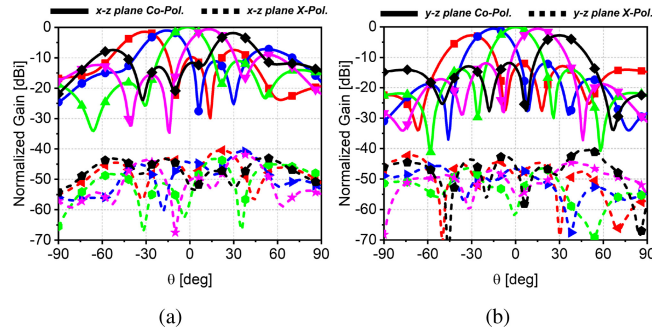 (a) x-z plane Co-Pol. x-z plane X-Pol.
Normalized Gain [dBi]
10
0
-10
-20
-30
-40
-50
-60
-70
-90 -60 -30 0 30 60 90
θ [deg]
(a)
(b) y-z plane Co-Pol. y-z plane X-Pol.
Normalized Gain [dBi]
10
0
-10
-20
-30
-40
-50
-60
-70
-90 -60 -30 0 30 60 90
θ [deg]
(b)